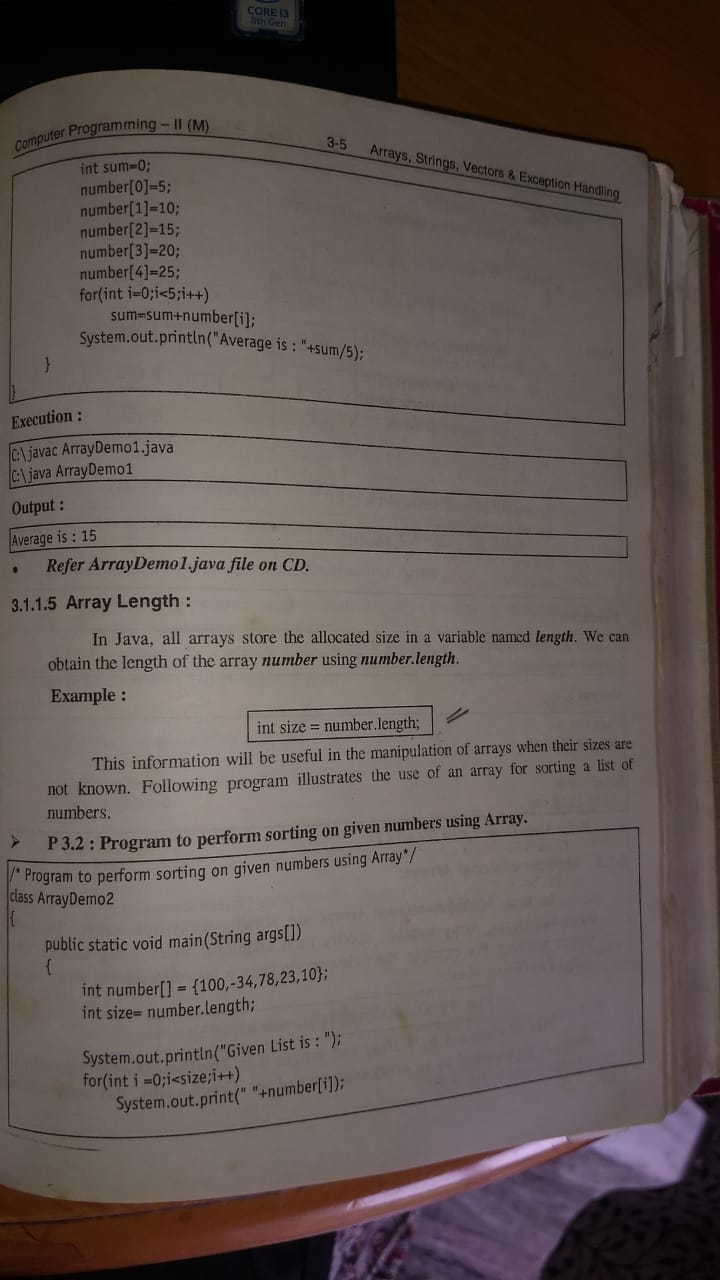 CORE i3
8th Gen
Computer Programming – II (M) 3-5 Arrays, Strings, Vectors & Exception Handling
int sum=0;
number[0]=5;
number[1]=10;
number[2]=15;
number[3]=20;
number[4]=25;
for(int i=0;i<5;i++)
sum=sum+number[i];
System.out.println("Average is : "+sum/5);
}
}
Execution :
C:\javac ArrayDemo1.java
C:\java ArrayDemo1
Output :
Average is : 15
• Refer ArrayDemo1.java file on CD.
3.1.1.5 Array Length :
In Java, all arrays store the allocated size in a variable named length. We can
obtain the length of the array number using number.length.
Example :
int size = number.length;
This information will be useful in the manipulation of arrays when their sizes are
not known. Following program illustrates the use of an array for sorting a list of
numbers.
➢ P 3.2 : Program to perform sorting on given numbers using Array.
/* Program to perform sorting on given numbers using Array*/
class ArrayDemo2
{
public static void main(String args[])
{
int number[] = {100,-34,78,23,10};
int size= number.length;
System.out.println("Given List is : ");
for(int i =0;i<size;i++)
System.out.print(" "+number[i]);